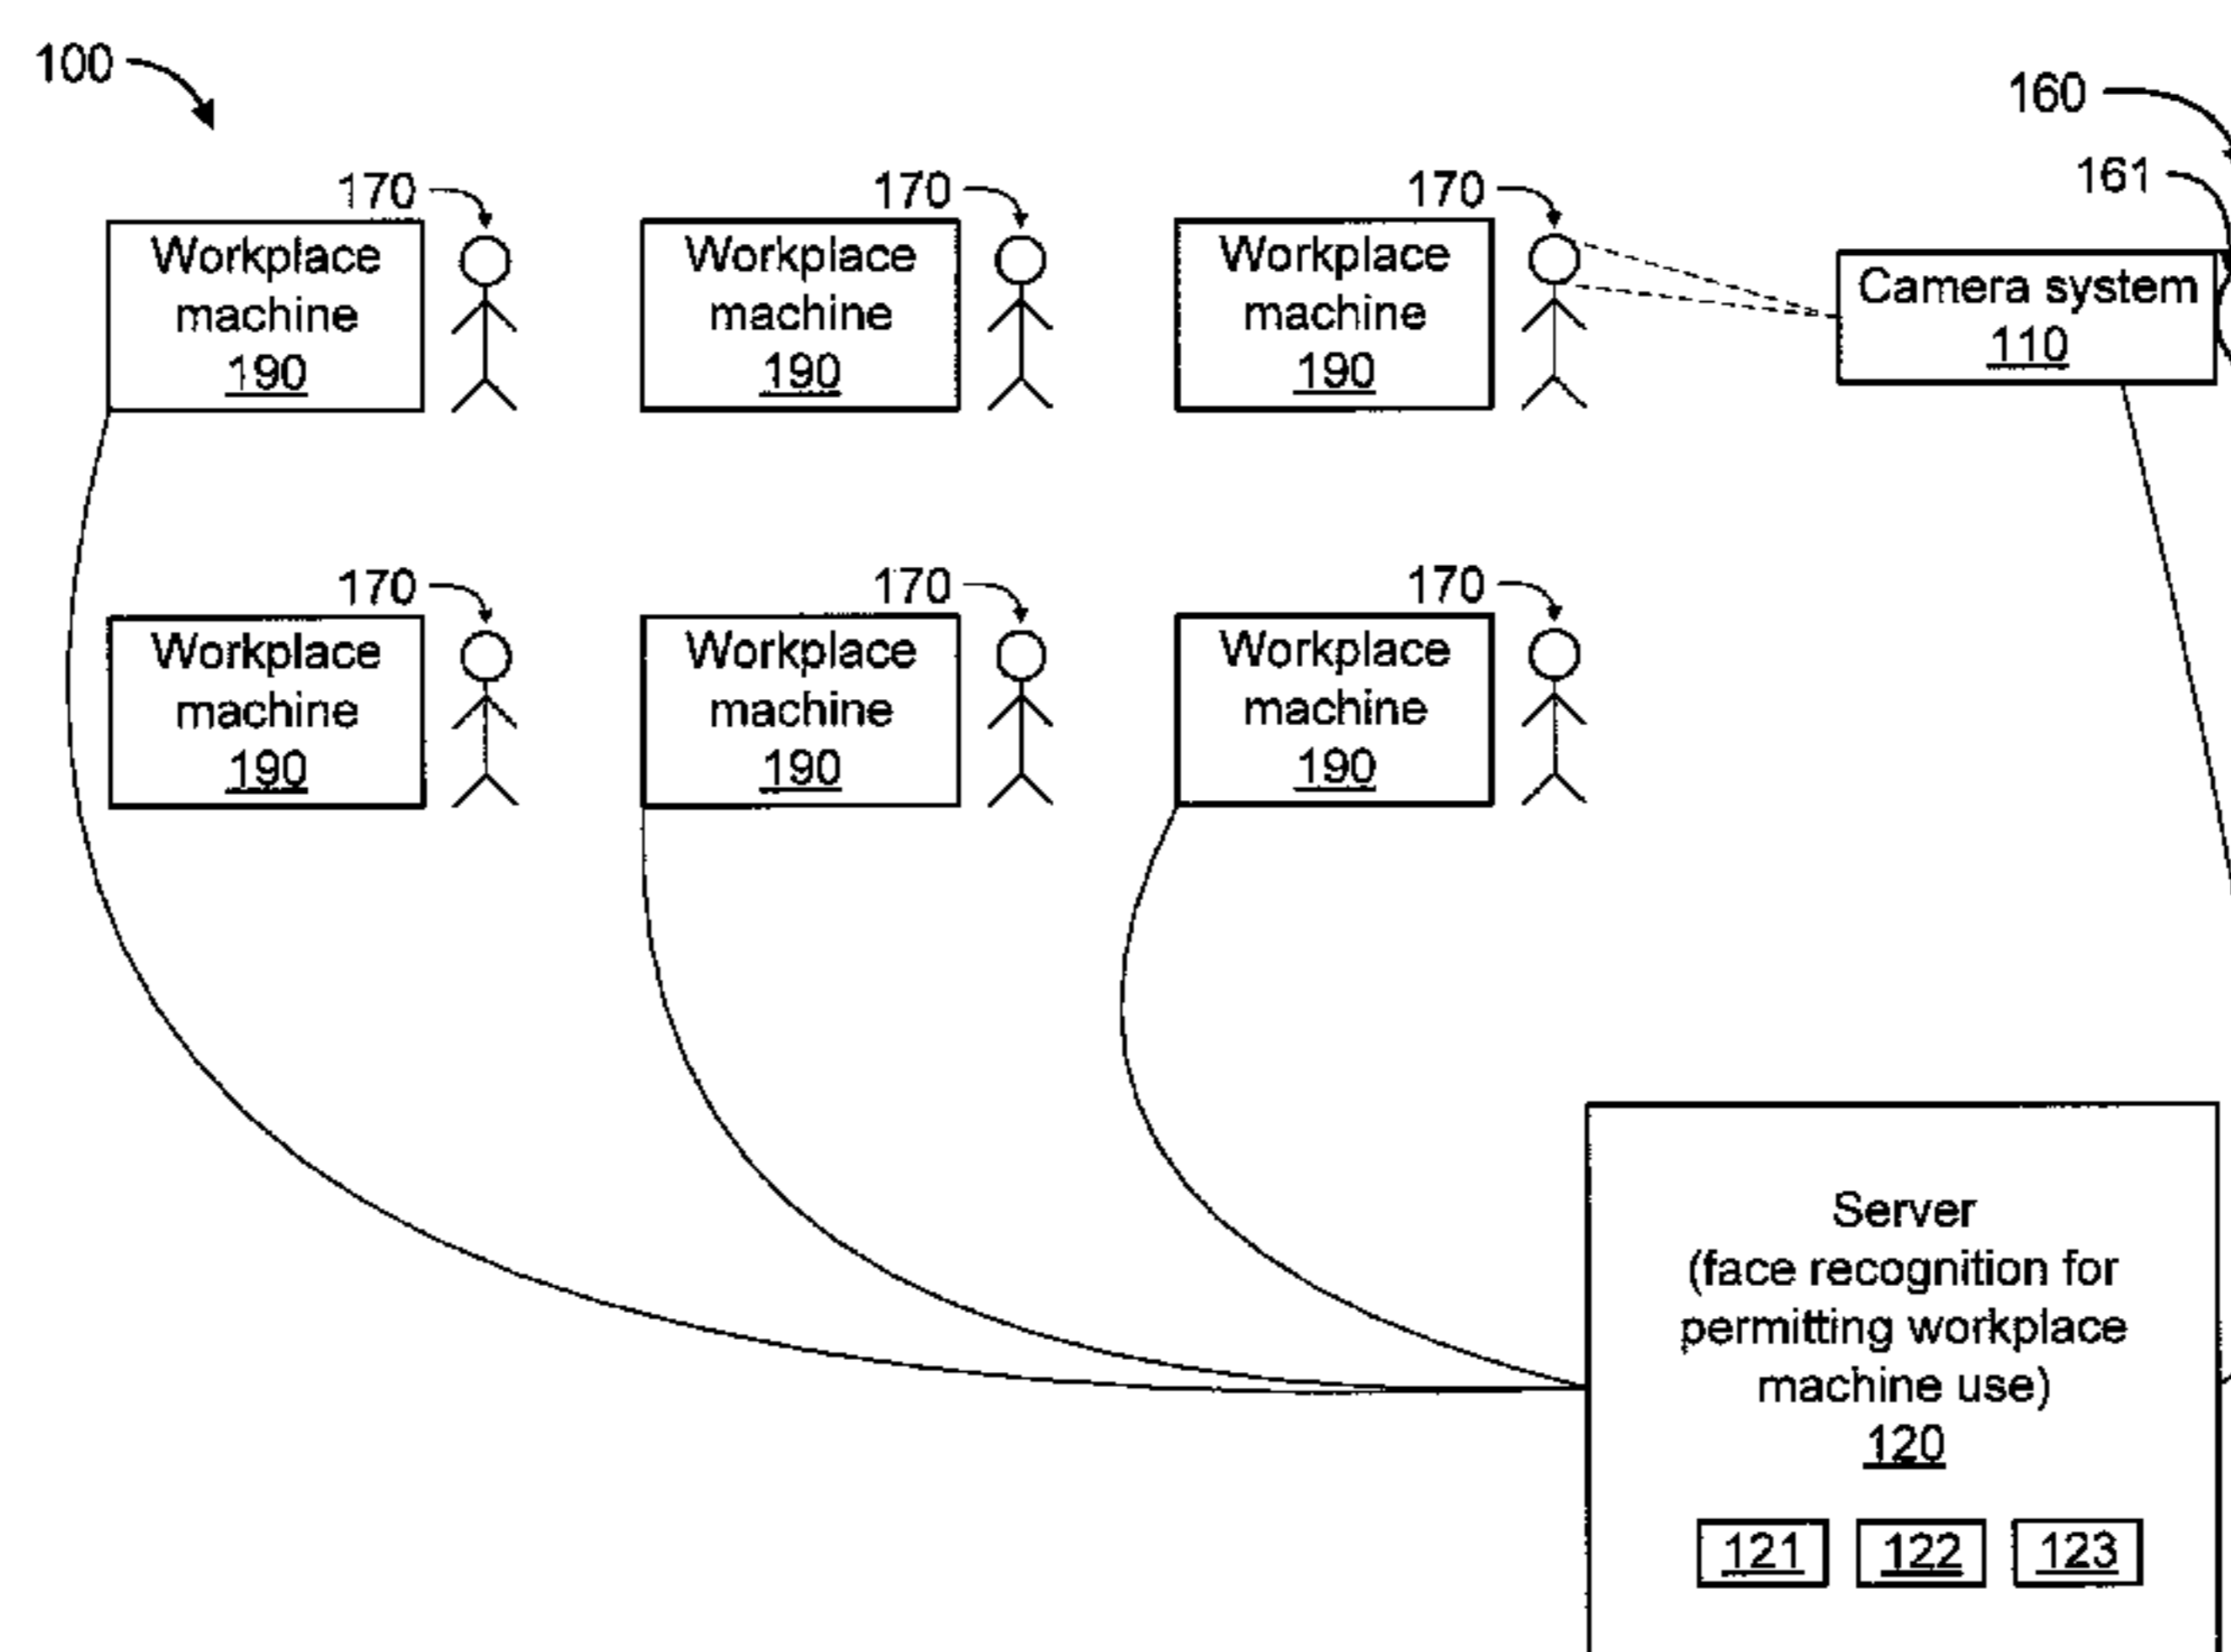 100
160
161
170
170
170
Workplace
machine
190
Workplace
machine
190
Workplace
machine
190
Camera system
110
170
170
170
Workplace
machine
190
Workplace
machine
190
Workplace
machine
190
Server
(face recognition for
permitting workplace
machine use)
120
121
122
123